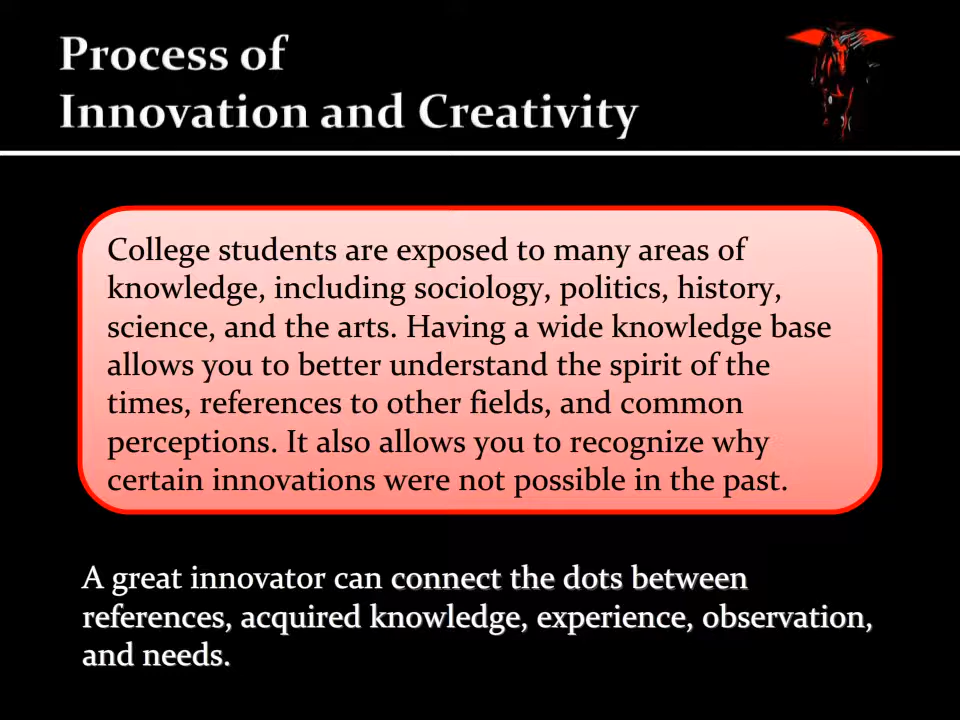 Process of
Innovation and Creativity
College students are exposed to many areas of
knowledge, including sociology, politics, history,
science, and the arts. Having a wide knowledge base
allows you to better understand the spirit of the
times, references to other fields, and common
perceptions. It also allows you to recognize why
certain innovations were not possible in the past.
A great innovator can connect the dots between
references, acquired knowledge, experience, observation,
and needs.